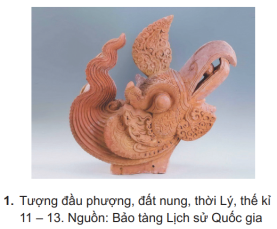 1. Tượng đầu phượng, đất nung, thời Lý, thế kỉ
11 – 13. Nguồn: Bảo tàng Lịch sử Quốc gia